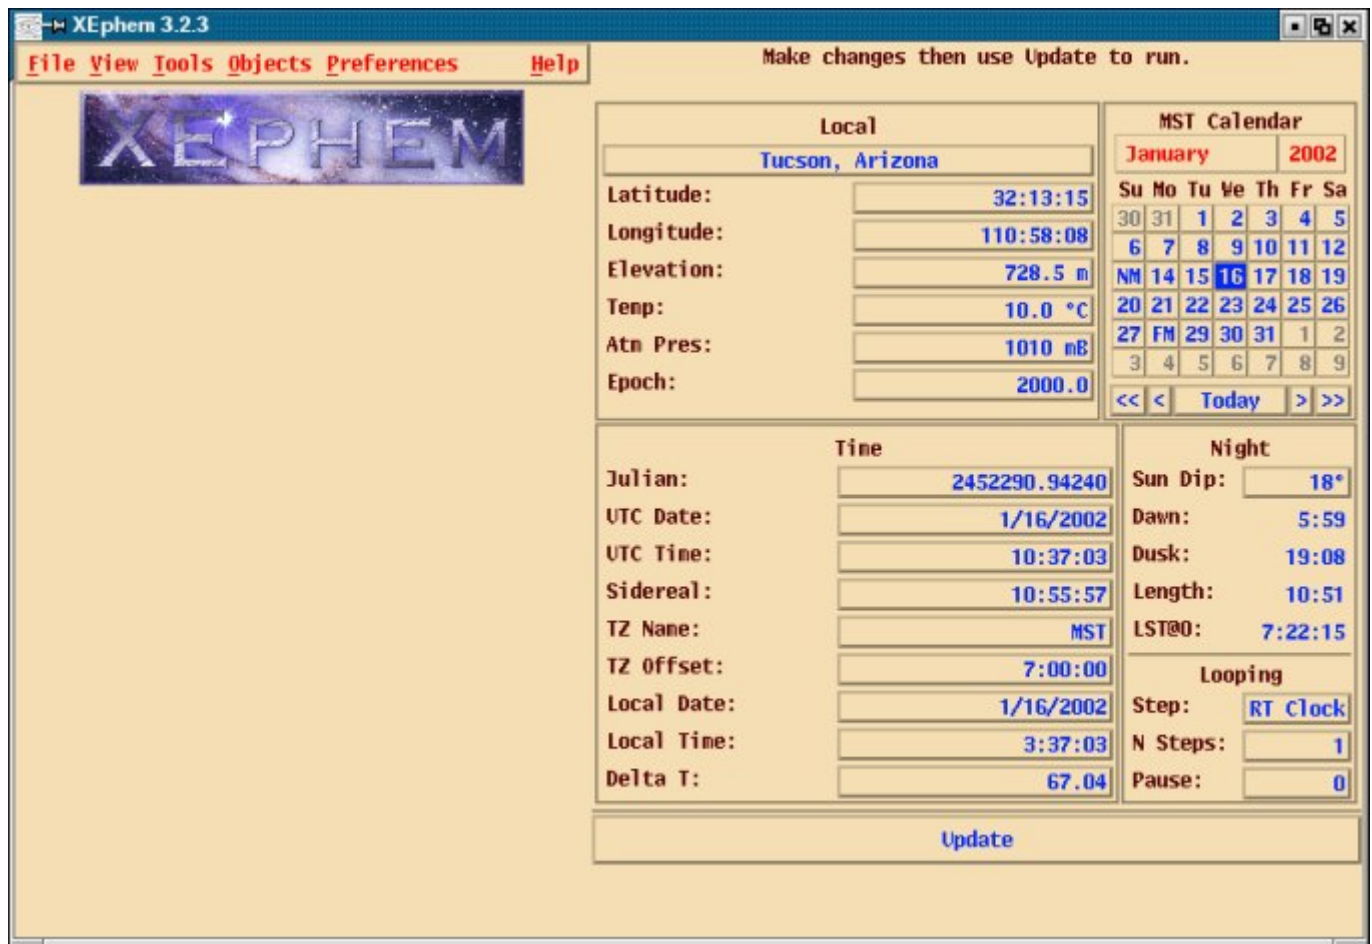 XEphem 3.2.3
File View Tools Objects Preferences Help
XEPHEM
Make changes then use Update to run.
Local
Tucson, Arizona
Latitude: 32:13:15
Longitude: 110:58:08
Elevation: 728.5 m
Temp: 10.0 °C
Atm Pres: 1010 mB
Epoch: 2000.0
MST Calendar
January 2002
Su Mo Tu We Th Fr Sa
30 31 1 2 3 4 5
6 7 8 9 10 11 12
NM 14 15 16 17 18 19
20 21 22 23 24 25 26
27 FM 29 30 31 1 2
3 4 5 6 7 8 9
<< < Today > >>
Time
Julian: 2452290.94240
UTC Date: 1/16/2002
UTC Time: 10:37:03
Sidereal: 10:55:57
TZ Name: MST
TZ Offset: 7:00:00
Local Date: 1/16/2002
Local Time: 3:37:03
Delta T: 67.04
Night
Sun Dip: 18°
Dawn: 5:59
Dusk: 19:08
Length: 10:51
LST@0: 7:22:15
Looping
Step: RT Clock
N Steps: 1
Pause: 0
Update